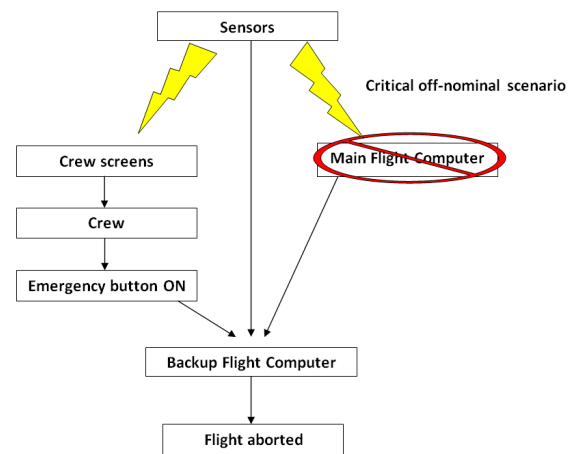 Sensors
Critical off-nominal scenario
Crew screens
Main Flight Computer
Crew
Emergency button ON
Backup Flight Computer
Flight aborted